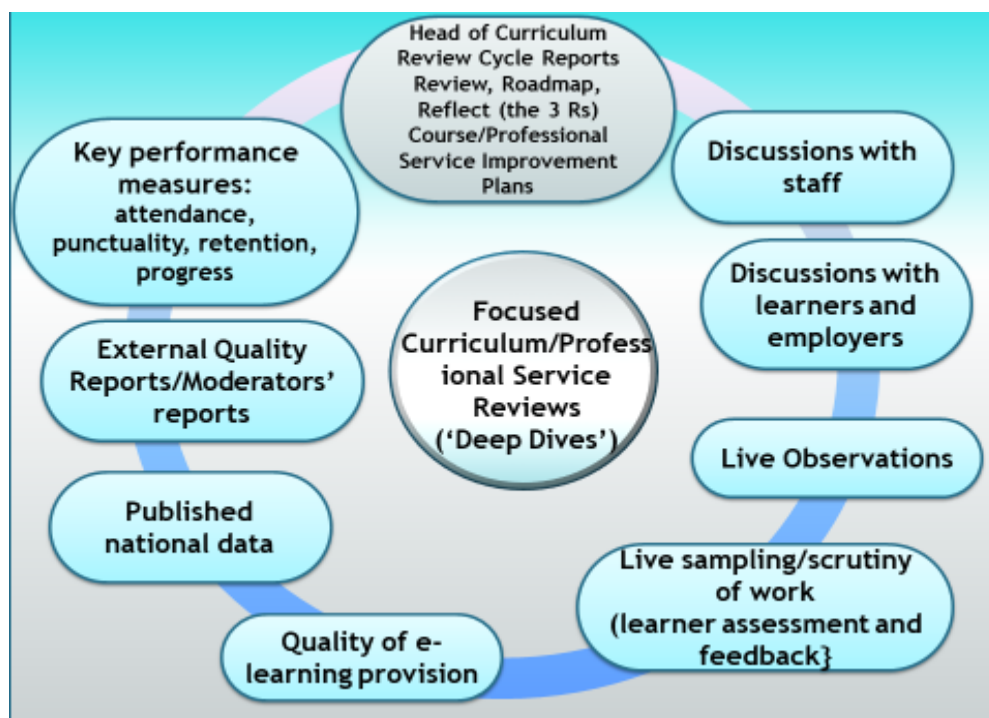 Head of Curriculum
Review Cycle Reports
Review, Roadmap,
Reflect (the 3 Rs)
Course/Professional
Service Improvement
Plans
Discussions with
staff
Discussions with
learners and
employers
Live Observations
Live sampling/scrutiny
of work
(learner assessment and
feedback}
Quality of e-
learning provision
Published
national data
External Quality
Reports/Moderators’
reports
Key performance
measures:
attendance,
punctuality, retention,
progress
Focused
Curriculum/Profess
ional Service
Reviews
(‘Deep Dives’)